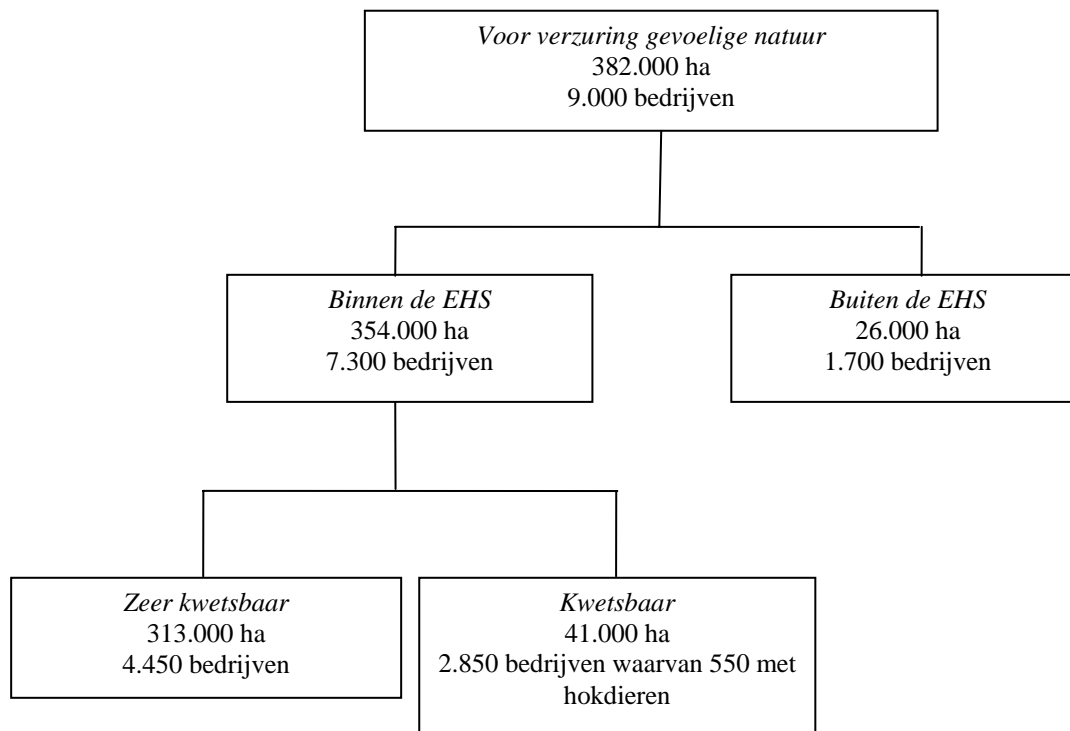 Voor verzuring gevoelige natuur
382.000 ha
9.000 bedrijven
Binnen de EHS
354.000 ha
7.300 bedrijven
Buiten de EHS
26.000 ha
1.700 bedrijven
Zeer kwetsbaar
313.000 ha
4.450 bedrijven
Kwetsbaar
41.000 ha
2.850 bedrijven waarvan 550 met
hokdieren